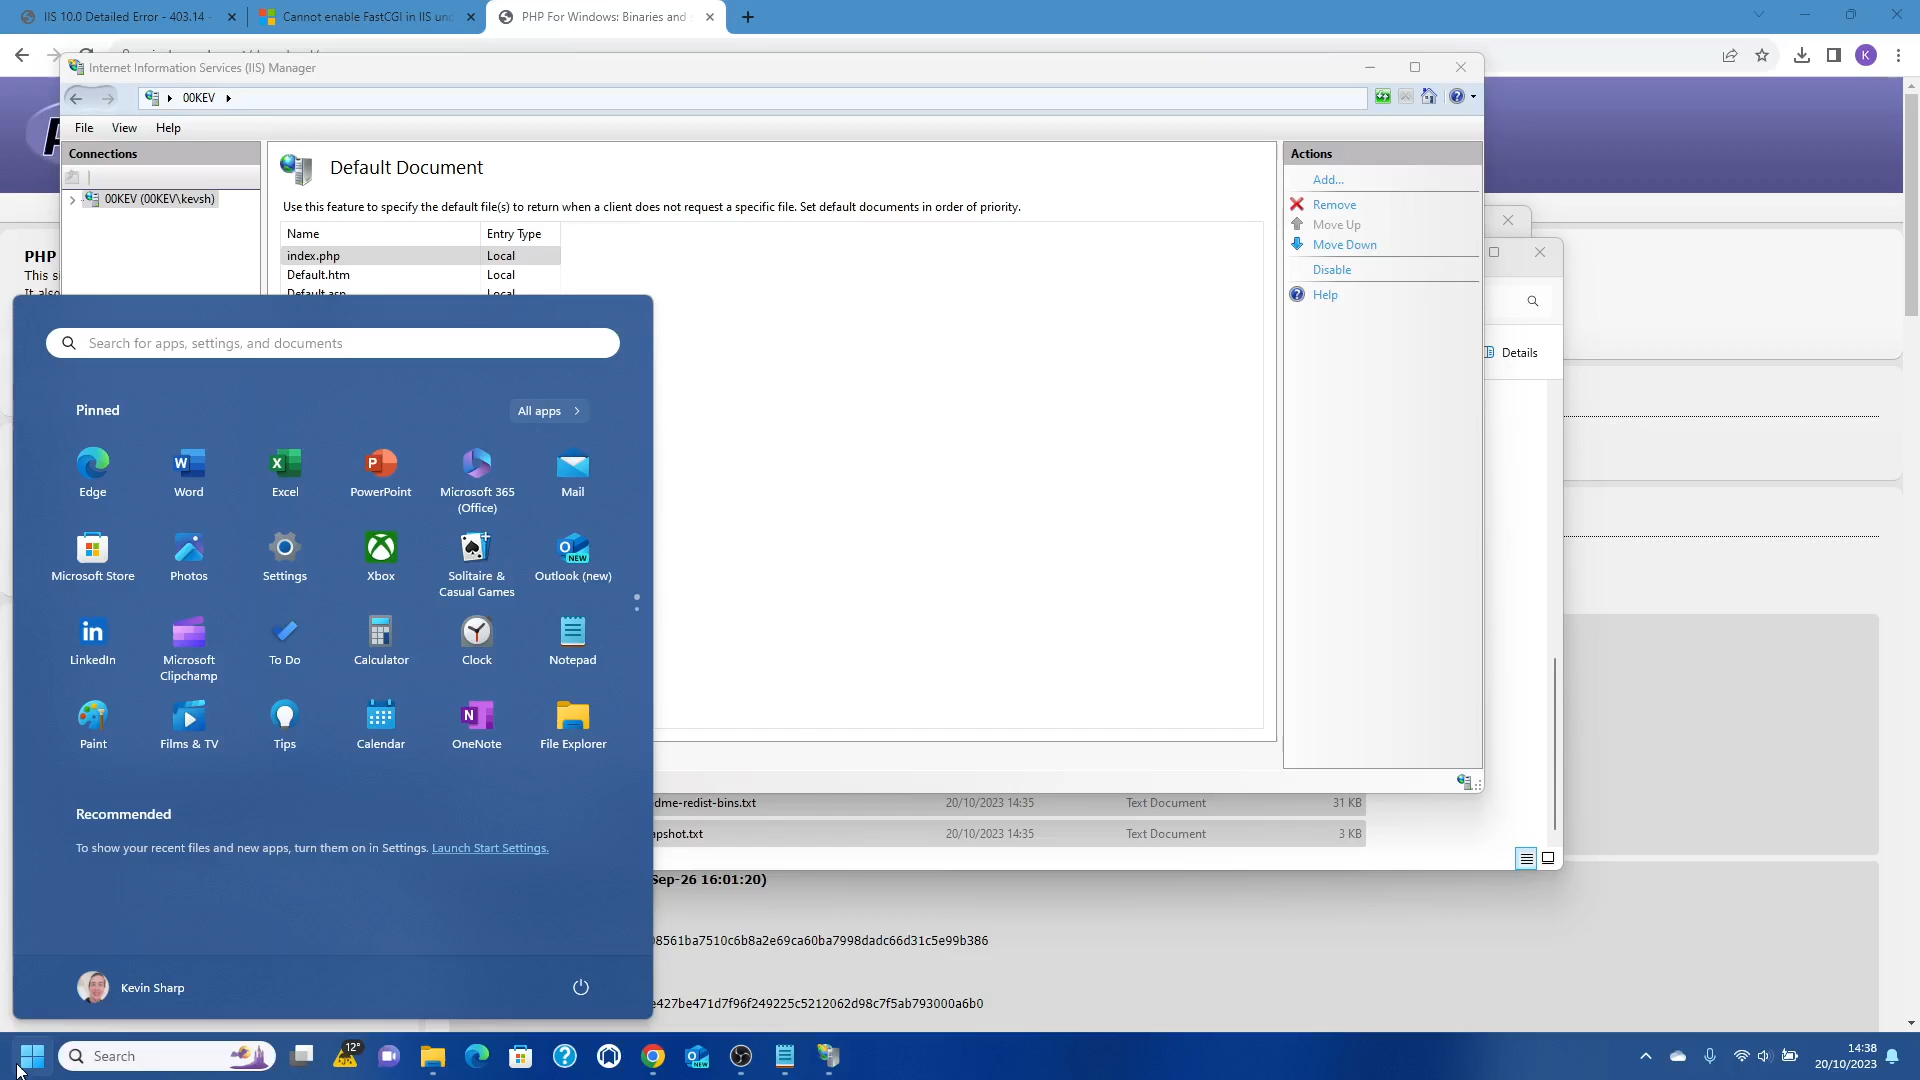 IIS 10.0 Detailed Error - 403.14 -
Cannot enable FastCGI in IIS
PHP For Windows: Binaries and
K
Internet Information Services (IIS) Manager
00KEV
File View Help
Connections
00KEV (00KEV\kevsh)
Default Document
Use this feature to specify the default file(s) to return when a client does not request a specific file. Set default documents in order of priority.
Name Entry Type
index.php Local
Default.htm Local
Default.asp Local
Actions
Add...
Remove
Move Up
Move Down
Disable
Help
Details
PHP
This si
It also
Search for apps, settings, and documents
Pinned
All apps
Edge
Word
Excel
PowerPoint
Microsoft 365 (Office)
Mail
Microsoft Store
Photos
Settings
Xbox
Solitaire & Casual Games
Outlook (new)
LinkedIn
Microsoft Clipchamp
To Do
Calculator
Clock
Notepad
Paint
Films & TV
Tips
Calendar
OneNote
File Explorer
Recommended
To show your recent files and new apps, turn them on in Settings. Launch Start Settings.
Kevin Sharp
dme-redist-bins.txt 20/10/2023 14:35 Text Document 31 KB
apshot.txt 20/10/2023 14:35 Text Document 3 KB
Sep-26 16:01:20)
08561ba7510c6b8a2e69ca60ba7998dadc66d31c5e99b386
e427be471d7f96f249225c5212062d98c7f5ab793000a6b0
Search
12°
14:38
20/10/2023